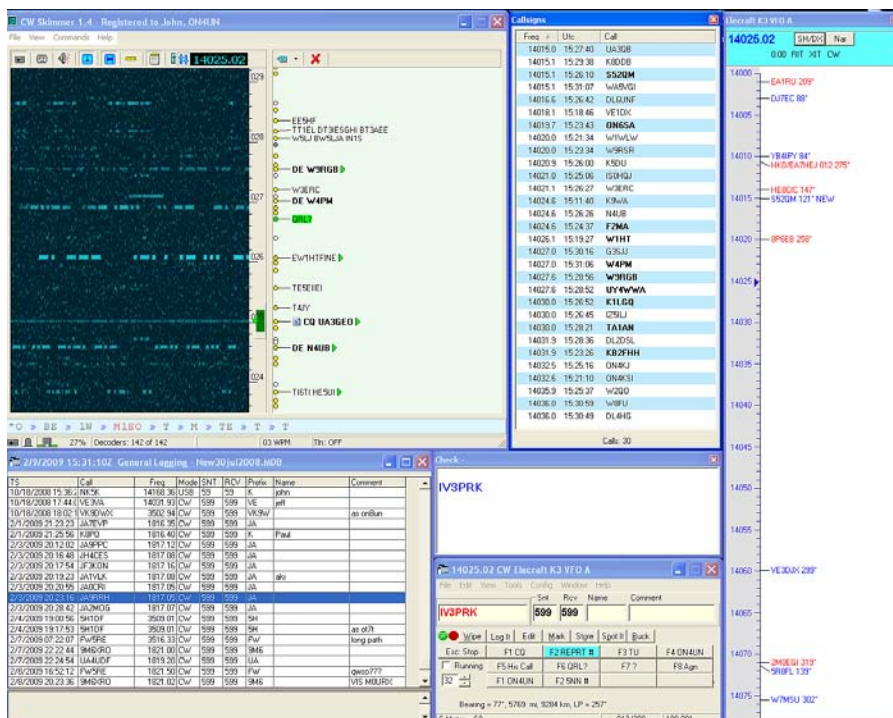 CW Skimmer 1.4 - Registered to John, ON4UN
File View Commands Help
14025.02
029
EE5HF
TT1EL DT3IESGHI BT3AEE
W5LJ BW5LJA IN1S
028
DE W9RGB
W3ERC
027
DE W4PM
QRL?
026
EW1HTFINE
TE5EIIEI
T4JY
CQ UA3GEO
DE N4UB
024
TI5TI HE5UI
*O » BE » 1W » M1EO » T » M » TE » T » T
27% Decoders: 142 of 142 03 WPM Tln: OFF
Callsigns
Freq Utc Call
14015.0 15:27:40 UA3QB
14015.1 15:29:38 K8DDB
14015.1 15:26:10 S52QM
14015.1 15:31:07 WA5VGI
14016.6 15:26:42 DL6UNF
14018.1 15:18:46 VE1DX
14019.7 15:23:43 ON6SA
14020.0 15:21:34 W1WLW
14020.0 15:23:34 W9RSR
14020.9 15:26:00 K5DU
14021.0 15:25:06 IS0HQJ
14021.1 15:26:27 W3ERC
14024.6 15:11:40 K9WA
14024.6 15:26:26 N4UB
14024.6 15:24:37 F2MA
14026.1 15:19:27 W1HT
14027.0 15:30:16 G3SJJ
14027.0 15:31:06 W4PM
14027.6 15:28:56 W9RGB
14027.6 15:28:52 UY4WWA
14030.0 15:26:52 K1LGQ
14030.0 15:26:45 IZ5ILJ
14030.0 15:28:21 TA1AN
14031.9 15:28:36 DL2DSL
14031.9 15:23:26 KB2FHH
14032.5 15:25:16 ON4KJ
14032.6 15:21:10 ON4KSI
14035.9 15:25:37 W2QO
14036.0 15:30:59 W8FU
14036.0 15:30:49 DL4HG
Calls: 30
Elecraft K3 VFO A
14025.02 SH/DX Nar
0.00 RIT XIT CW
14000
EA1RU 209°
DJ7EC 88°
14005
14010
YB4IPY 84°
HK0/EA7HEJ 012 275°
HE8CIC 147°
14015
S52QM 121° NEW
14020
8P6EB 258°
14025
14030
14035
14040
14045
14050
14055
14060
VE3DJX 299°
14065
14070
2M0EGI 319°
5R8FL 139°
14075
W7MSU 302°
2/9/2009 15:31:10Z General Logging - New30jul2008.MDB
TS Call Freq Mode SNT RCV Prefix Name Comment
10/18/2008 15:36:2 NK5K 14168.36 USB 59 59 K john
10/18/2008 17:44:0 VE3VA 14031.93 CW 599 599 VE jeff
10/18/2008 18:02:1 VK9DWX 3502.94 CW 599 599 VK9W as on8un
2/1/2009 21:23:23 JA7EVP 1816.35 CW 599 599 JA
2/1/2009 21:25:56 K8PO 1816.40 CW 599 599 K Paul
2/3/2009 20:12:02 JA9PPC 1817.12 CW 599 599 JA
2/3/2009 20:16:48 JH4CES 1817.08 CW 599 599 JA
2/3/2009 20:17:54 JF3KON 1817.16 CW 599 599 JA
2/3/2009 20:19:23 JA1VLK 1817.08 CW 599 599 JA aki
2/3/2009 20:20:55 JA0CRI 1817.05 CW 599 599 JA
2/3/2009 20:23:16 JA9RRH 1817.05 CW 599 599 JA
2/3/2009 20:28:42 JA2MOG 1817.07 CW 599 599 JA
2/4/2009 19:00:56 5H1DF 3509.01 CW 599 599 5H
2/4/2009 19:17:53 5H1DF 3509.01 CW 599 599 5H as ot7t
2/7/2009 07:22:07 FW5RE 3516.33 CW 599 599 FW long path
2/7/2009 22:22:44 9M6XRO 1821.00 CW 599 599 9M6
2/7/2009 22:24:54 UA4UDF 1819.20 CW 599 599 UA
2/8/2009 16:52:12 FW5RE 1821.50 CW 599 599 FW qwso???
2/8/2009 20:23:36 9M6XRO 1821.02 CW 599 599 9M6 VIS M0URX
Check -
IV3PRK
14025.02 CW Elecraft K3 VFO A
File Edit View Tools Config Window Help
Snt Rcv Name Comment
IV3PRK 599 599
Wipe Log It Edit Mark Store Spot It Buck
Esc: Stop F1 CQ F2 REPRT # F3 TU F4 ON4UN
Running F5 His Call F6 QRL? F7 ? F8 Agn
32 F1 ON4UN F2 5NN #
Bearing = 77°, 5769 mi, 9284 km, LP = 257°